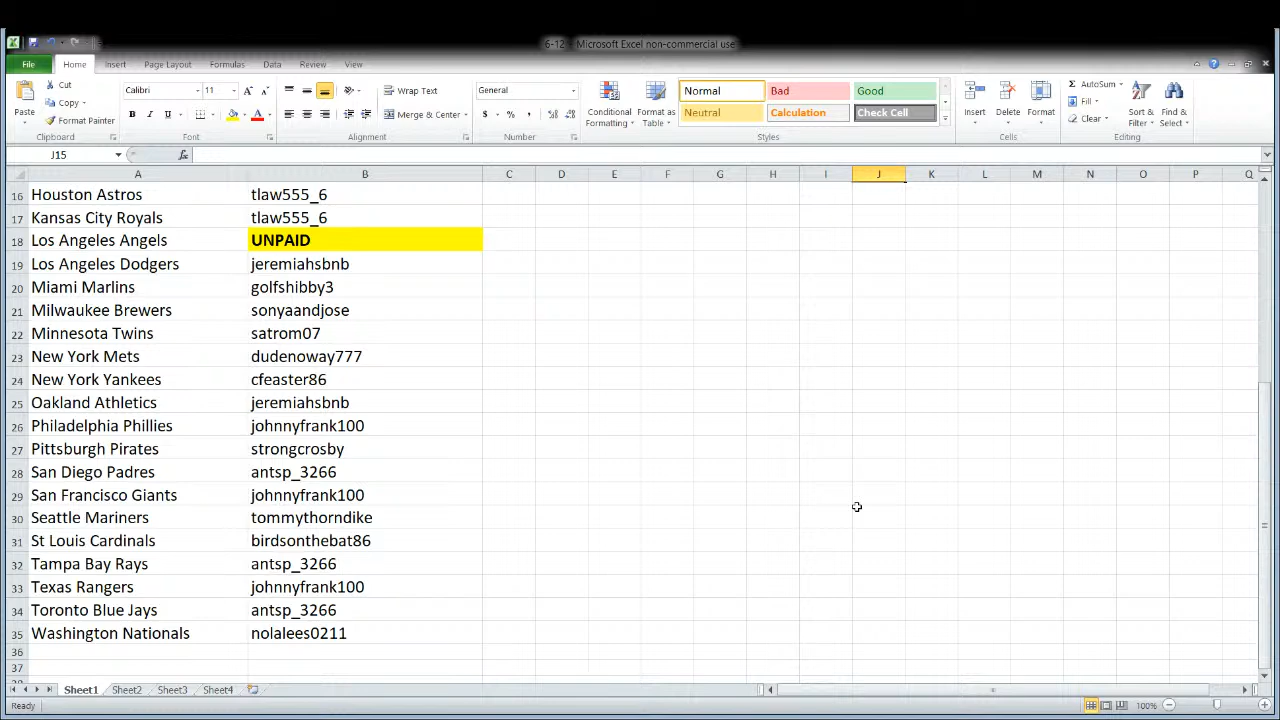 6-12 - Microsoft Excel non-commercial use
File Home Insert Page Layout Formulas Data Review View
Paste
Cut
Copy
Format
Clipboard
Calibri 11
B I
Font
Wrap Text
Merge & Center
Alignment
General
$ % ,
Number
Conditional Formatting
Format as Table
Normal Bad Good
Neutral Calculation Check Cell
Styles
Insert Delete Format
Cells
AutoSum
Fill
Clear
Sort & Filter
Find & Select
Editing
J15 fx
A B C D E F G H I J K L M N O P Q
16 Houston Astros tlaw555_6
17 Kansas City Royals tlaw555_6
18 Los Angeles Angels UNPAID
19 Los Angeles Dodgers jeremiahsbnb
20 Miami Marlins golfshibby3
21 Milwaukee Brewers sonyaandjose
22 Minnesota Twins satrom07
23 New York Mets dudenoway777
24 New York Yankees cfeaster86
25 Oakland Athletics jeremiahsbnb
26 Philadelphia Phillies johnnyfrank100
27 Pittsburgh Pirates strongcrosby
28 San Diego Padres antsp_3266
29 San Francisco Giants johnnyfrank100
30 Seattle Mariners tommythorndike
31 St Louis Cardinals birdsonthebat86
32 Tampa Bay Rays antsp_3266
33 Texas Rangers johnnyfrank100
34 Toronto Blue Jays antsp_3266
35 Washington Nationals nolalees0211
36
37
Sheet1 Sheet2 Sheet3 Sheet4
Ready 100%